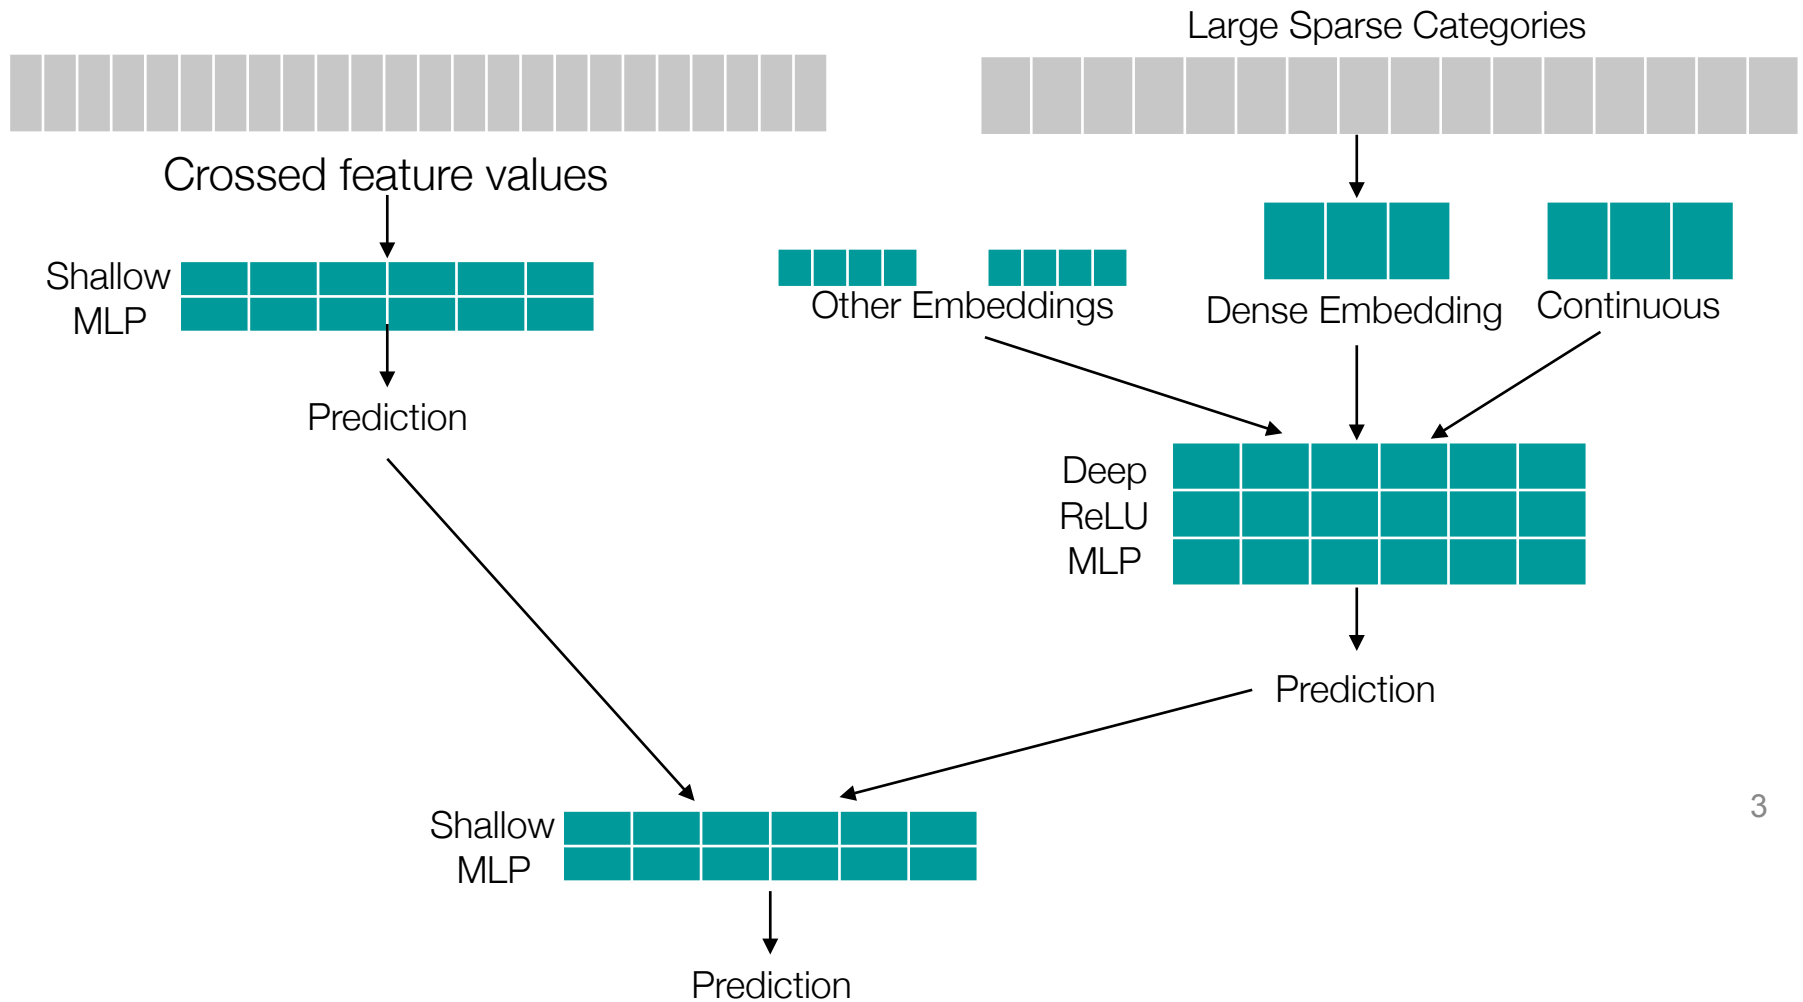 Large Sparse Categories
Crossed feature values
Shallow
MLP
Other Embeddings
Dense Embedding
Continuous
Prediction
Deep
ReLU
MLP
Prediction
Shallow
MLP
3
Prediction